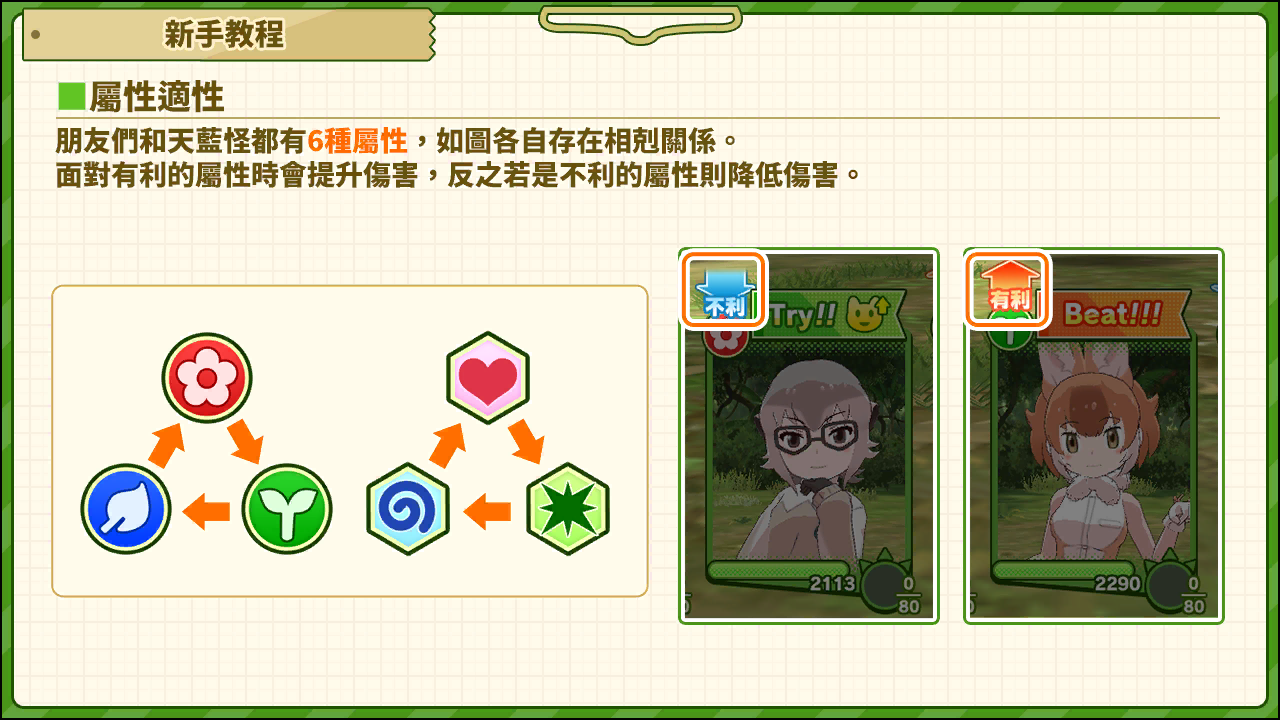 新手教程
屬性適性
朋友們和天藍怪都有6種屬性，如圖各自存在相剋關係。
面對有利的屬性時會提升傷害，反之若是不利的屬性則降低傷害。
不利
Try!!
2113
0
80
有利
Beat!!!
2290
0
80